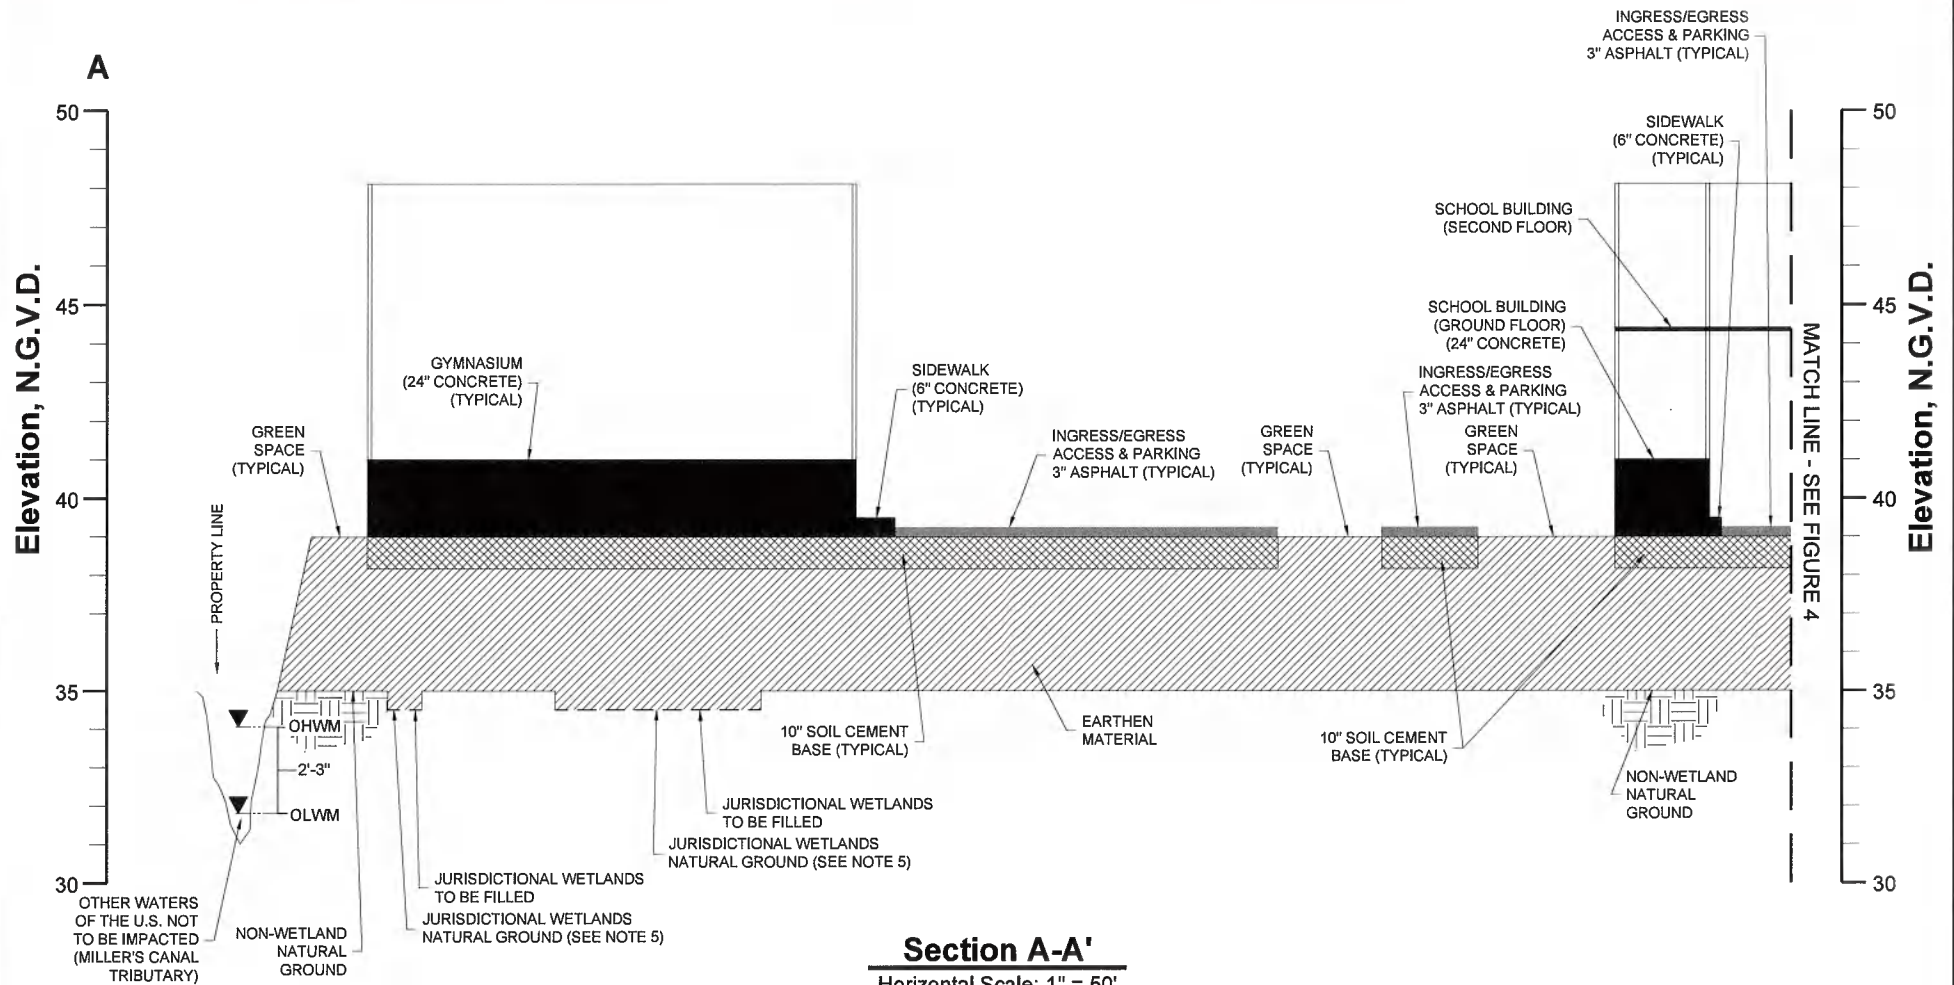 INGRESS/EGRESS
ACCESS & PARKING
3" ASPHALT (TYPICAL)
A
50
50
SIDEWALK
(6" CONCRETE)
(TYPICAL)
SCHOOL BUILDING
(SECOND FLOOR)
45
45
SCHOOL BUILDING
(GROUND FLOOR)
(24" CONCRETE)
GYMNASIUM
(24" CONCRETE)
(TYPICAL)
SIDEWALK
(6" CONCRETE)
(TYPICAL)
INGRESS/EGRESS
ACCESS & PARKING
3" ASPHALT (TYPICAL)
GREEN
SPACE
(TYPICAL)
INGRESS/EGRESS
ACCESS & PARKING
3" ASPHALT (TYPICAL)
GREEN
SPACE
(TYPICAL)
GREEN
SPACE
(TYPICAL)
Elevation, N.G.V.D.
Elevation, N.G.V.D.
MATCH LINE - SEE FIGURE 4
40
40
PROPERTY LINE
35
35
OHWM
2'-3"
OLWM
10" SOIL CEMENT
BASE (TYPICAL)
EARTHEN
MATERIAL
10" SOIL CEMENT
BASE (TYPICAL)
NON-WETLAND
NATURAL
GROUND
JURISDICTIONAL WETLANDS
TO BE FILLED
JURISDICTIONAL WETLANDS
NATURAL GROUND (SEE NOTE 5)
30
30
JURISDICTIONAL WETLANDS
TO BE FILLED
JURISDICTIONAL WETLANDS
NATURAL GROUND (SEE NOTE 5)
OTHER WATERS
OF THE U.S. NOT
TO BE IMPACTED
(MILLER'S CANAL
TRIBUTARY)
NON-WETLAND
NATURAL
GROUND
Section A-A'
Horizontal Scale: 1" = 50'